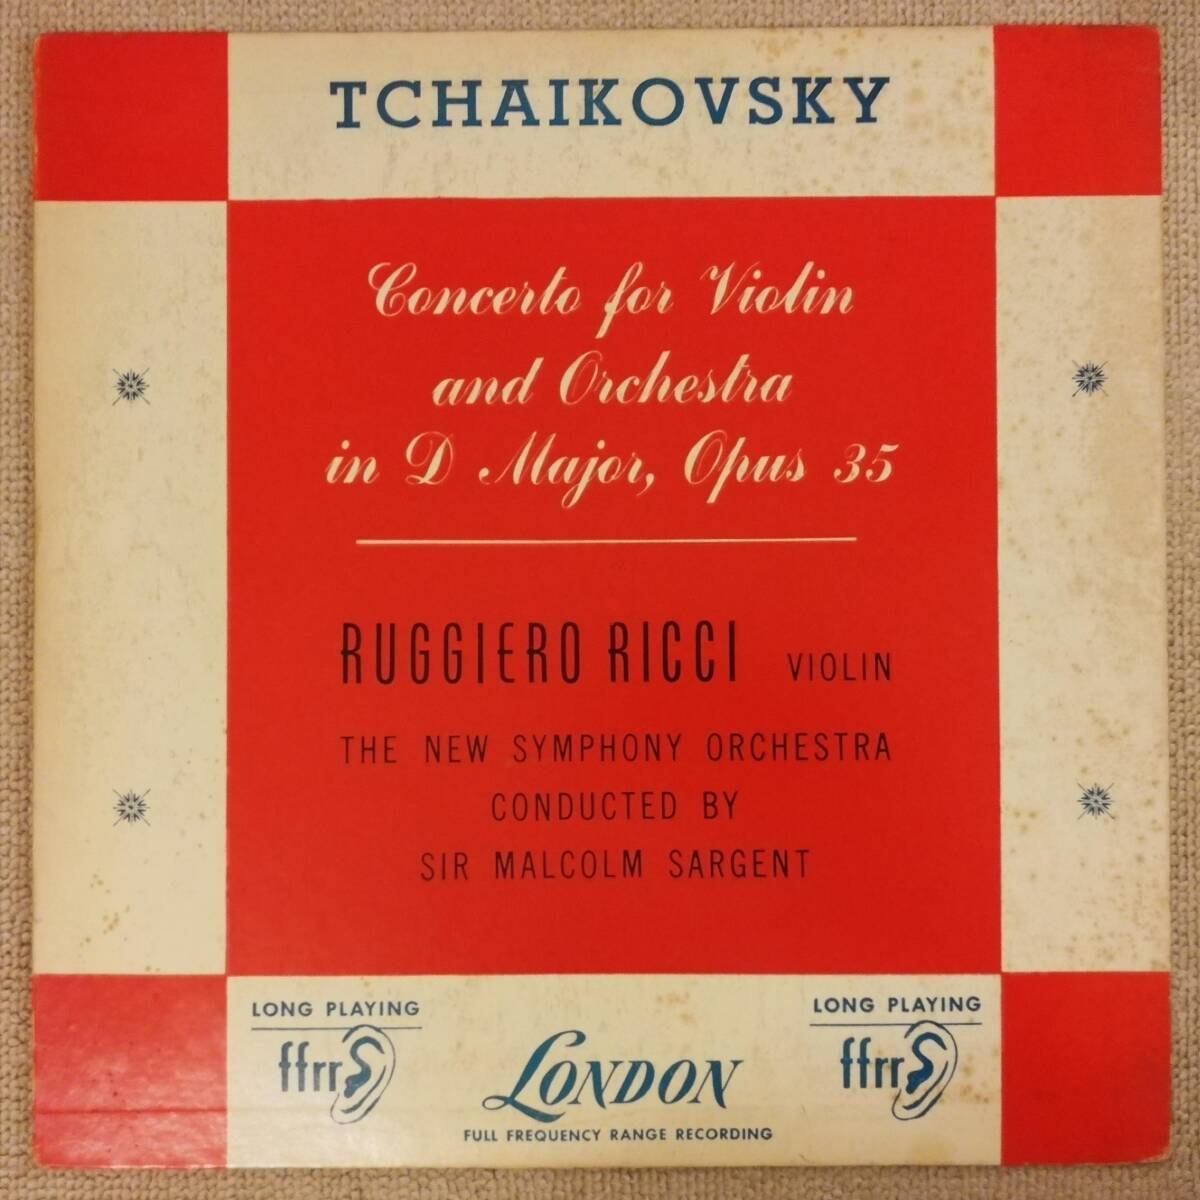 TCHAIKOVSKY
Concerto for Violin
and Orchestra
in D Major, Opus 35
RUGGIERO RICCI VIOLIN
THE NEW SYMPHONY ORCHESTRA
CONDUCTED BY
SIR MALCOLM SARGENT
LONG PLAYING
ffrr
LONDON
FULL FREQUENCY RANGE RECORDING
LONG PLAYING
ffrr